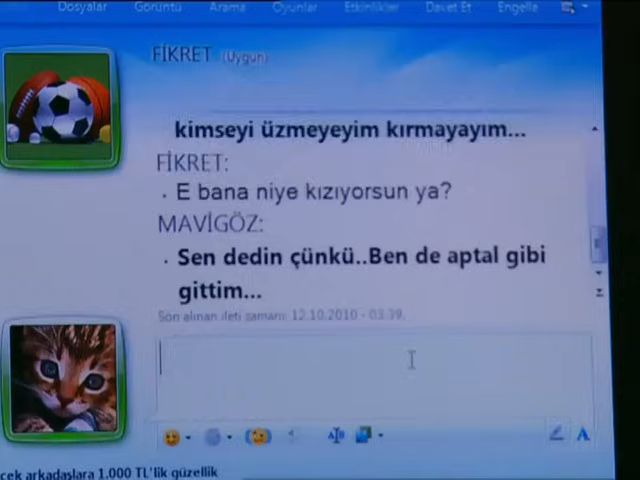 Dosyalar Görüntü Arama Oyunlar Etkinlikler Davet Et Engelle
FİKRET (Uygun)
kimseyi üzmeyeyim kırmayayım...
FİKRET:
. E bana niye kızıyorsun ya?
MAVİGÖZ:
. Sen dedin çünkü..Ben de aptal gibi
gittim...
Son alınan ileti zamanı: 12.10.2010 - 03:39.
arkadaşlara 1.000 TL'lik güzellik